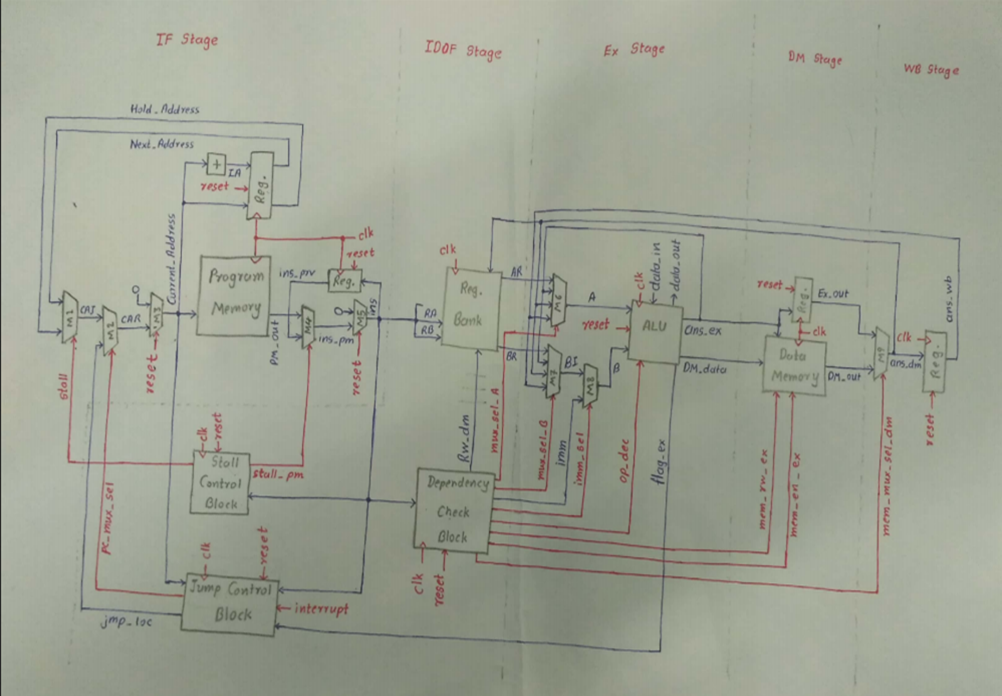 IF Stage
IDOF Stage
Ex Stage
DM Stage
WB Stage
Hold_Address
Next_Address
+
IA
Reg.
reset
clk
reset
Current_Address
Program
Memory
ins_prv
Reg.
ins
0
M1
CAJ
M2
CAR
M3
0
PM_out
M4
ins_pm
M5
reset
reset
stall
clk
reset
Stall
Control
Block
stall_pm
pc_mux_sel
clk
reset
Jump Control
Block
interrupt
jmp_loc
RA
RB
clk
Reg.
Bank
AR
BR
Rw_dm
Dependency
Check
Block
clk
reset
mux_sel_A
mux_sel_B
imm
imm_sel
op_dec
M6
A
M7
BI
M8
B
clk
reset
data_in
data_out
ALU
ans_ex
DM_data
flag_ex
reset
Reg.
Ex_out
clk
Data
Memory
DM_out
mem_rw_ex
mem_en_ex
mem_mux_sel_dm
M9
ans_dm
clk
Reg.
reset
ans_wb